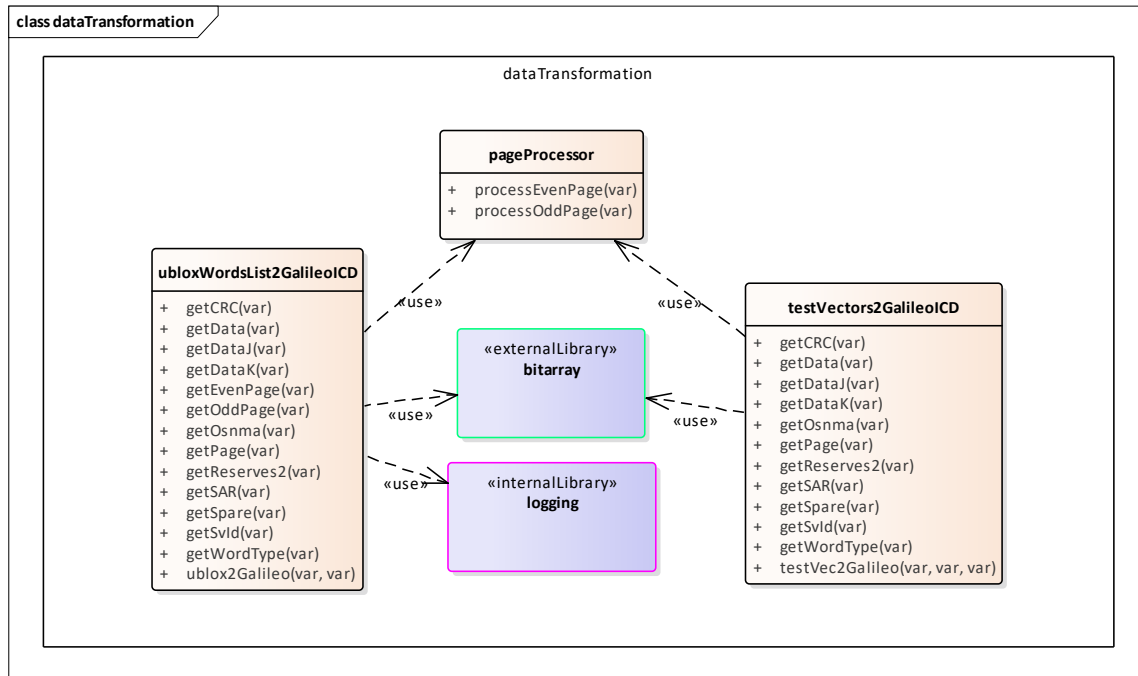 class dataTransformation
dataTransformation
pageProcessor
+ processEvenPage(var)
+ processOddPage(var)
«use»
«use»
ubloxWordsList2GalileoICD
+ getCRC(var)
+ getData(var)
+ getDataJ(var)
+ getDataK(var)
+ getEvenPage(var)
+ getOddPage(var)
+ getOsnma(var)
+ getPage(var)
+ getReserves2(var)
+ getSAR(var)
+ getSpare(var)
+ getSvId(var)
+ getWordType(var)
+ ublox2Galileo(var, var)
«externalLibrary»
bitarray
«use»
«use»
«internalLibrary»
logging
«use»
testVectors2GalileoICD
+ getCRC(var)
+ getData(var)
+ getDataJ(var)
+ getDataK(var)
+ getOsnma(var)
+ getPage(var)
+ getReserves2(var)
+ getSAR(var)
+ getSpare(var)
+ getSvId(var)
+ getWordType(var)
+ testVec2Galileo(var, var, var)